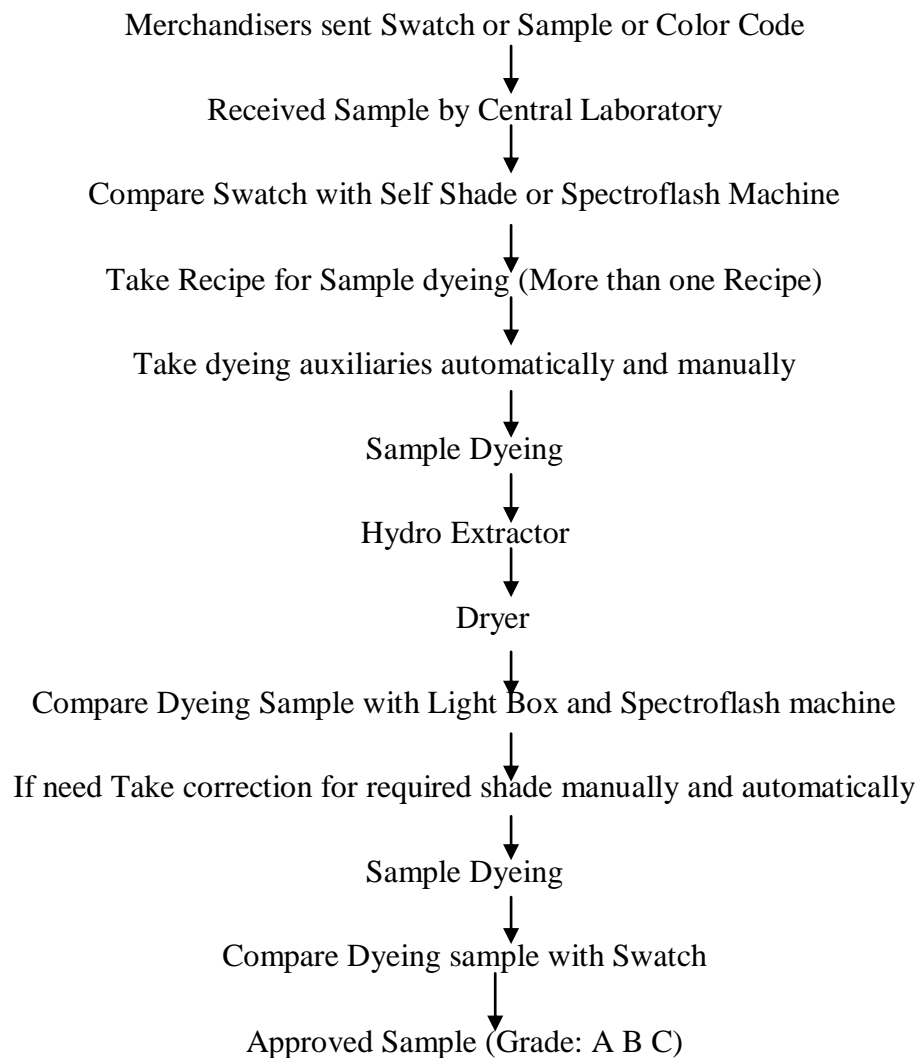 Merchandisers sent Swatch or Sample or Color Code
Received Sample by Central Laboratory
Compare Swatch with Self Shade or Spectroflash Machine
Take Recipe for Sample dyeing (More than one Recipe)
Take dyeing auxiliaries automatically and manually
Sample Dyeing
Hydro Extractor
Dryer
Compare Dyeing Sample with Light Box and Spectroflash machine
If need Take correction for required shade manually and automatically
Sample Dyeing
Compare Dyeing sample with Swatch
Approved Sample (Grade: A B C)